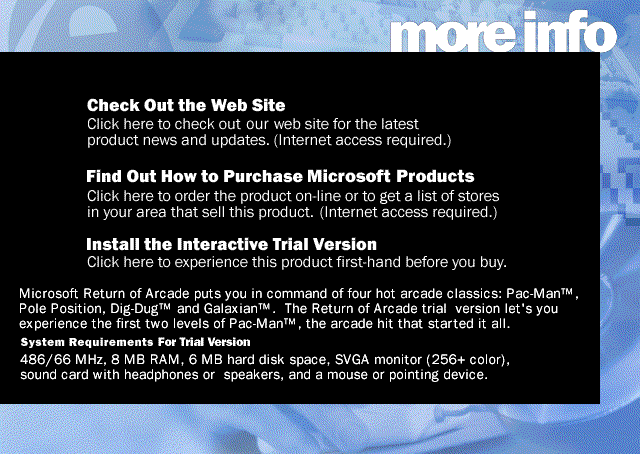 more info
Check Out the Web Site
Click here to check out our web site for the latest
product news and updates. (Internet access required.)
Find Out How to Purchase Microsoft Products
Click here to order the product on-line or to get a list of stores
in your area that sell this product. (Internet access required.)
Install the Interactive Trial Version
Click here to experience this product first-hand before you buy.
Microsoft Return of Arcade puts you in command of four hot arcade classics: Pac-Man™,
Pole Position, Dig-Dug™ and Galaxian™. The Return of Arcade trial version let's you
experience the first two levels of Pac-Man™, the arcade hit that started it all.
System Requirements For Trial Version
486/66 MHz, 8 MB RAM, 6 MB hard disk space, SVGA monitor (256+ color),
sound card with headphones or speakers, and a mouse or pointing device.